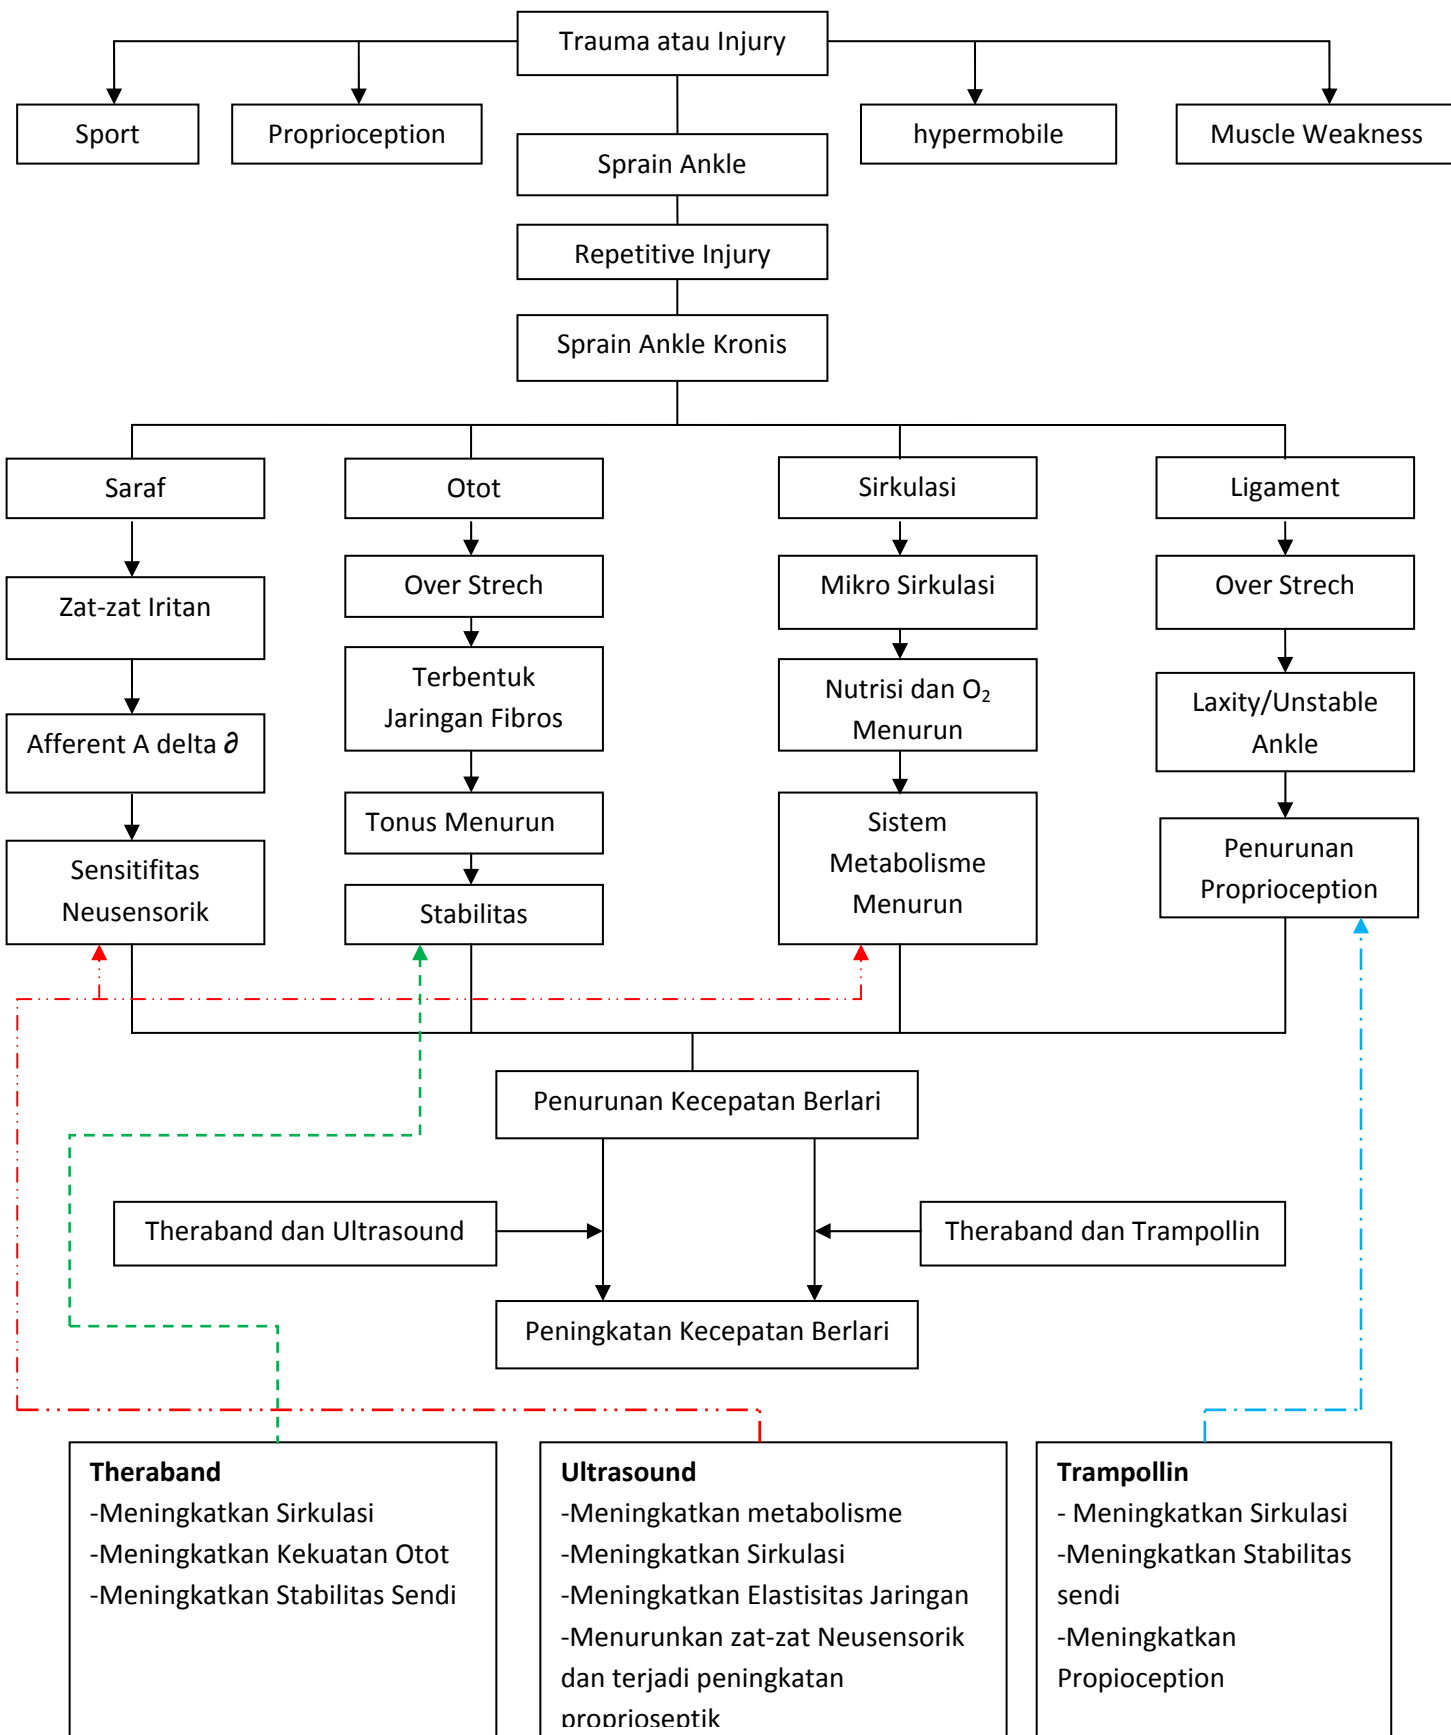 Trauma atau Injury
Sport
Proprioception
hypermobile
Muscle Weakness
Sprain Ankle
Repetitive Injury
Sprain Ankle Kronis
Saraf
Otot
Sirkulasi
Ligament
Zat-zat Iritan
Over Strech
Mikro Sirkulasi
Over Strech
Afferent A delta ∂
Terbentuk
Jaringan Fibros
Nutrisi dan O₂
Menurun
Laxity/Unstable
Ankle
Sensitifitas
Neusensorik
Tonus Menurun
Stabilitas
Sistem
Metabolisme
Menurun
Penurunan
Proprioception
Penurunan Kecepatan Berlari
Theraband dan Ultrasound
Theraband dan Trampollin
Peningkatan Kecepatan Berlari
Theraband
-Meningkatkan Sirkulasi
-Meningkatkan Kekuatan Otot
-Meningkatkan Stabilitas Sendi
Ultrasound
-Meningkatkan metabolisme
-Meningkatkan Sirkulasi
-Meningkatkan Elastisitas Jaringan
-Menurunkan zat-zat Neusensorik
dan terjadi peningkatan
proprioseptik
Trampollin
- Meningkatkan Sirkulasi
-Meningkatkan Stabilitas
sendi
-Meningkatkan
Propioception